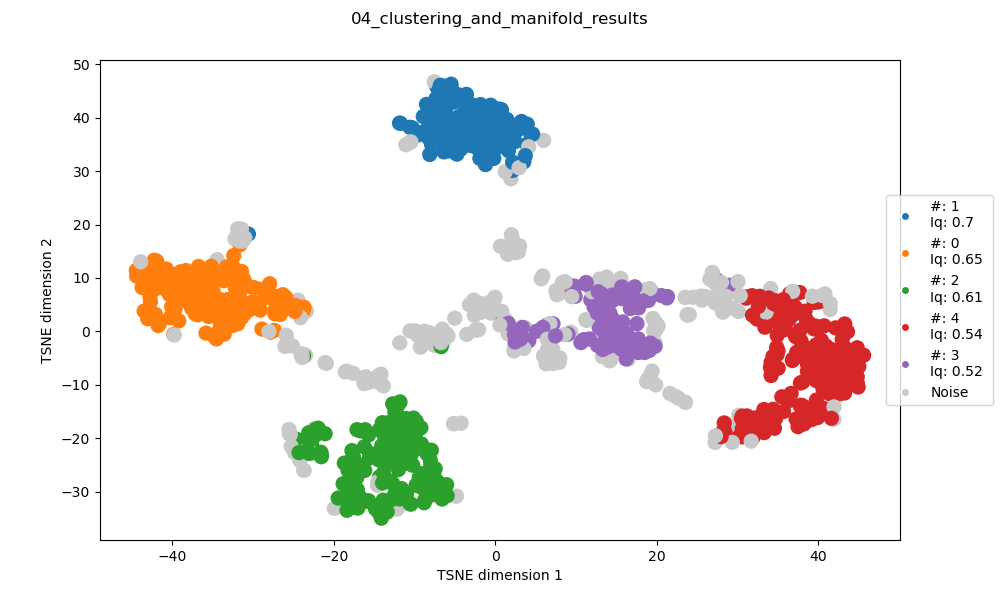 04_clustering_and_manifold_results
TSNE dimension 2
50
40
30
20
10
0
−10
−20
−30
−40
−20
0
20
40
TSNE dimension 1
#: 1
Iq: 0.7
#: 0
Iq: 0.65
#: 2
Iq: 0.61
#: 4
Iq: 0.54
#: 3
Iq: 0.52
Noise